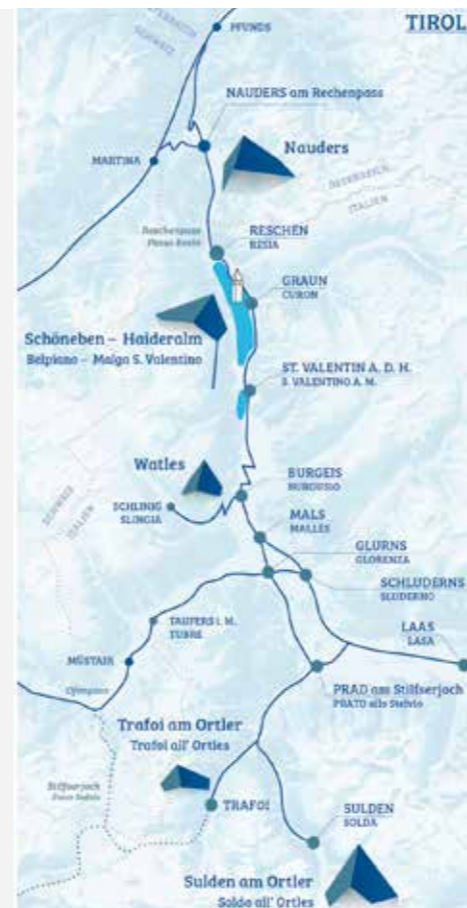 TIROL
ÖSTERREICH
SCHWEIZ
PFUNDS
NAUDERS am Rechenpass
Nauders
MARTINA
ÖSTERREICH
ITALIEN
Reschenpass
Passo Resia
RESCHEN
RESIA
GRAUN
CURON
Schöneben – Haideralm
Belpiano – Malga S. Valentino
ST. VALENTIN A. D. H.
S. VALENTINO A. M.
Watles
BURGEIS
BURGUSIO
SCHLINIG
SLINGIA
SCHWEIZ
ITALIEN
MALS
MALLES
GLURNS
GLORENZA
SCHLUDERNS
SLUDERNO
TAUFERS i. M.
TUBRE
LAAS
LASA
MÜSTAIR
Ofenpass
PRAD am Stilfserjoch
PRATO allo Stelvio
Trafoi am Ortler
Trafoi all' Ortles
Stilfserjoch
Passo Stelvio
TRAFOI
SULDEN
SOLDA
Sulden am Ortler
Solda all' Ortles